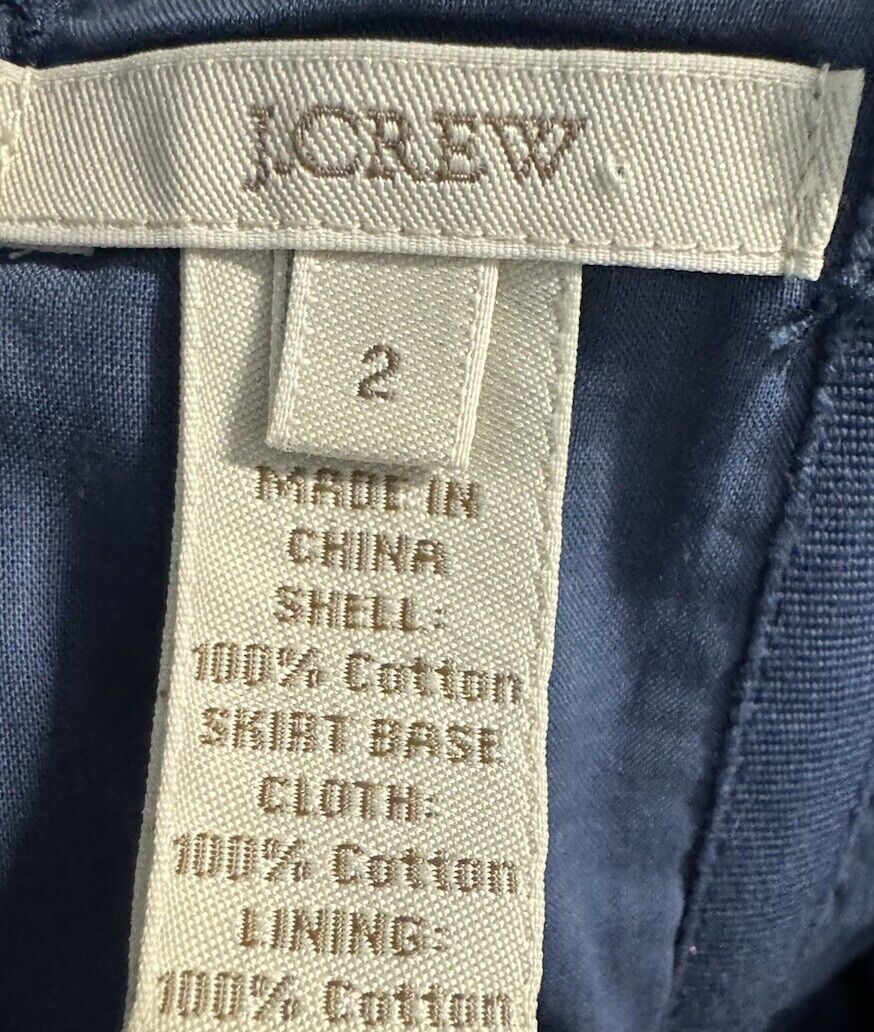 J.CREW
2
MADE IN
CHINA
SHELL:
100% Cotton
SKIRT BASE
CLOTH:
100% Cotton
LINING:
100% Cotton